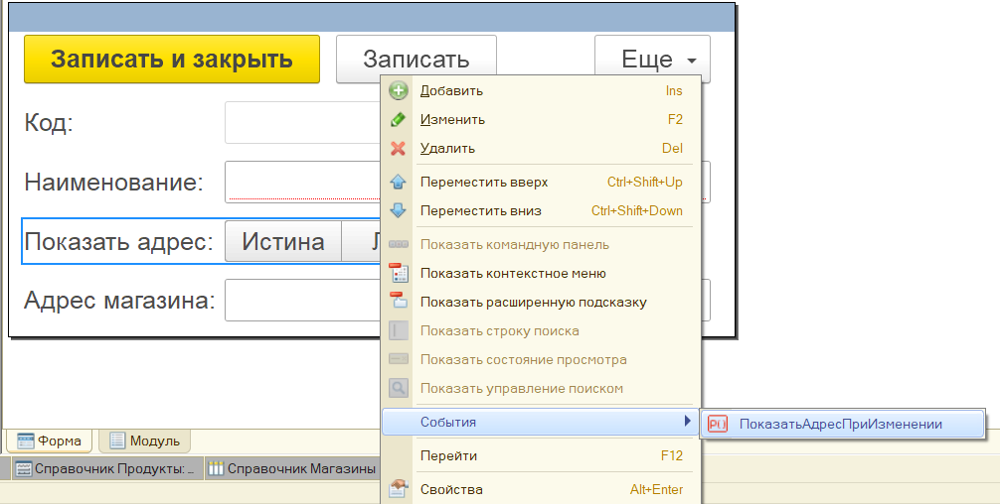 Записать и закрыть
Записать
Еще
Код:
Наименование:
Показать адрес:
Истина
Адрес магазина:
Добавить Ins
Изменить F2
Удалить Del
Переместить вверх Ctrl+Shift+Up
Переместить вниз Ctrl+Shift+Down
Показать командную панель
Показать контекстное меню
Показать расширенную подсказку
Показать строку поиска
Показать состояние просмотра
Показать управление поиском
События
ПоказатьАдресПриИзменении
Перейти F12
Свойства Alt+Enter
Форма
Модуль
Справочник Продукты: ...
Справочник Магазины